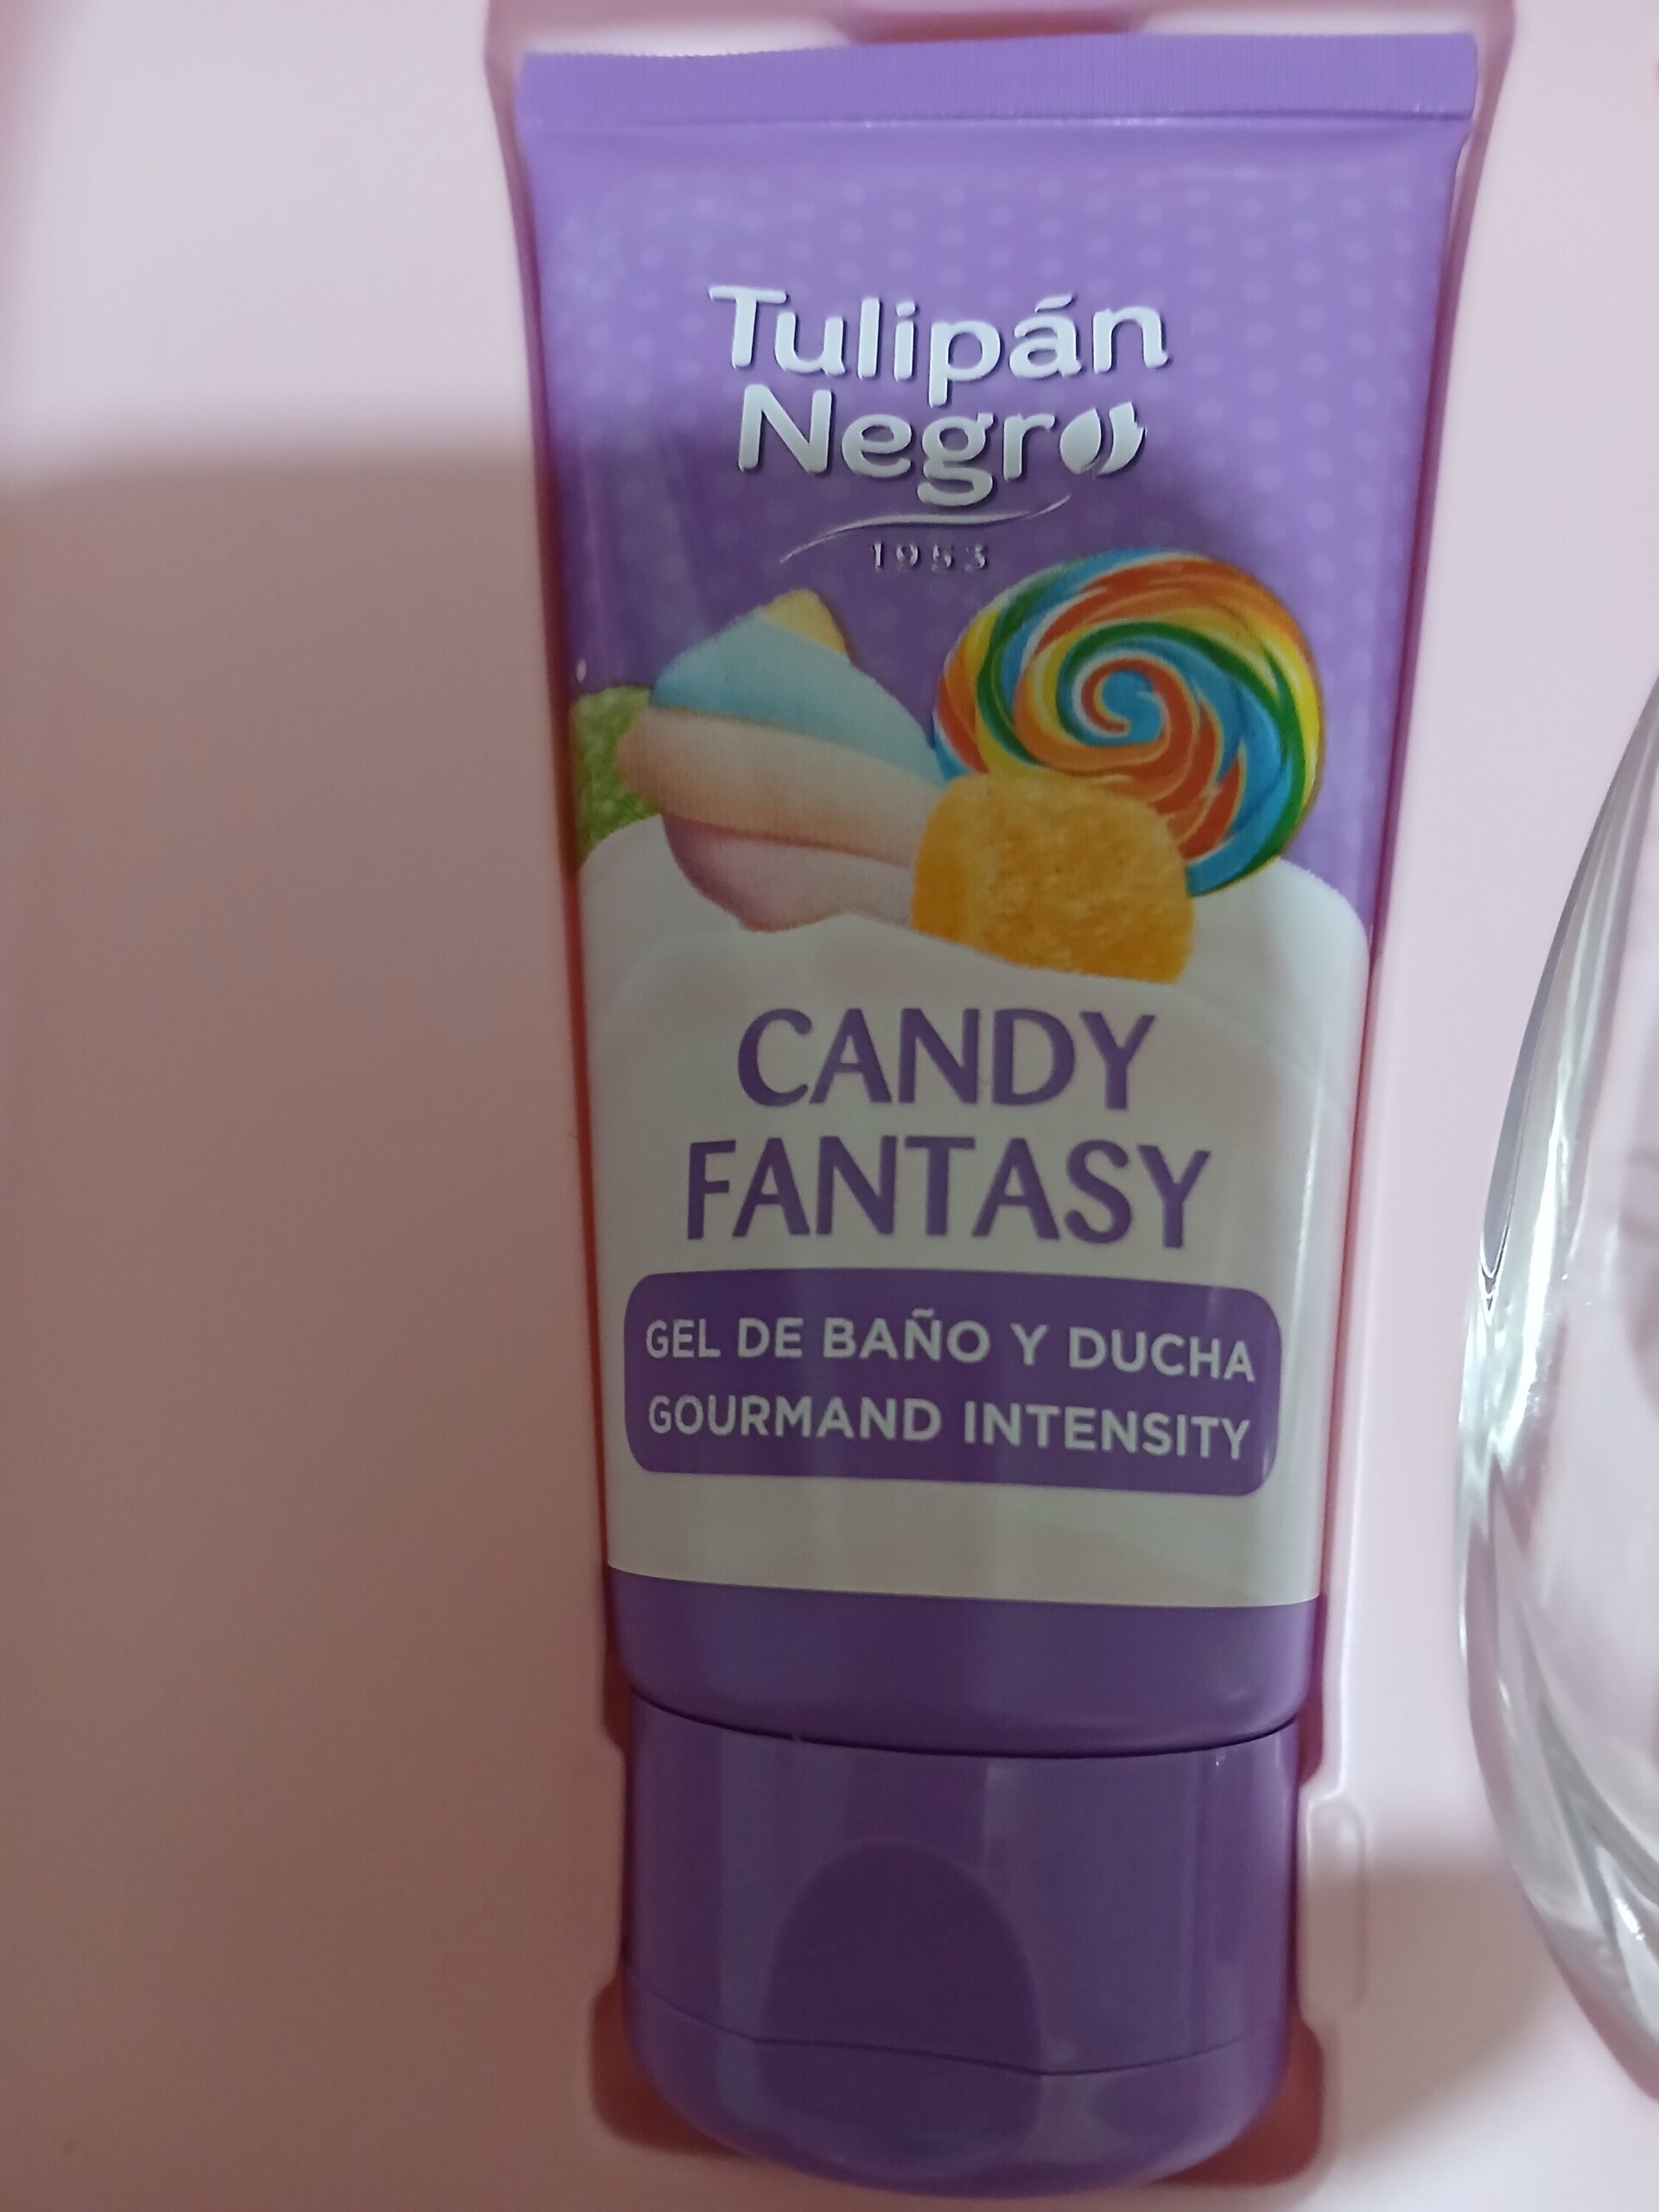 Tulipán
Negro
1953
CANDY
FANTASY
GEL DE BAÑO Y DUCHA
GOURMAND INTENSITY